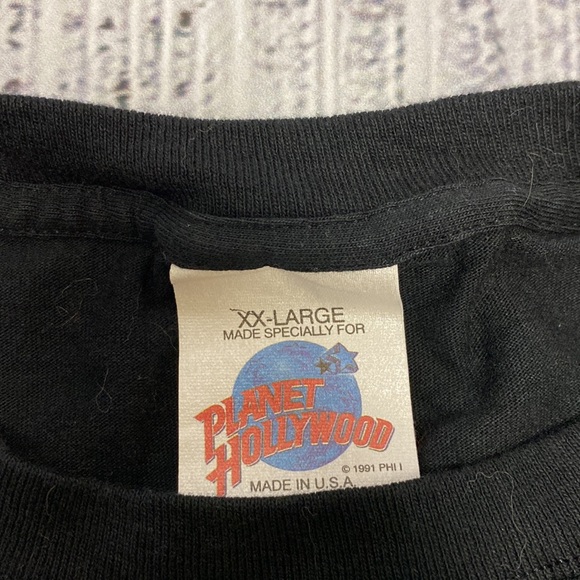 XX-LARGE
MADE SPECIALLY FOR
PLANET
HOLLYWOOD
© 1991 PHI I
MADE IN U.S.A.